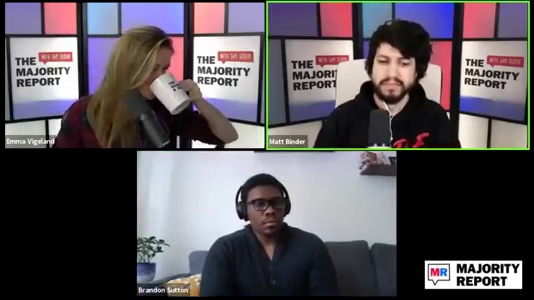 WITH SAM SEDER
THE
MAJORITY
REPORT
WITH SAM SEDER
THE
MAJORITY
REPORT
Emma Vigeland
WITH SAM SEDER
THE
MAJORIT
REPORT
WITH SAM SEDER
THE
MAJORITY
REPORT
Matt Binder
Brandon Sutton
MR
MAJORITY
REPORT